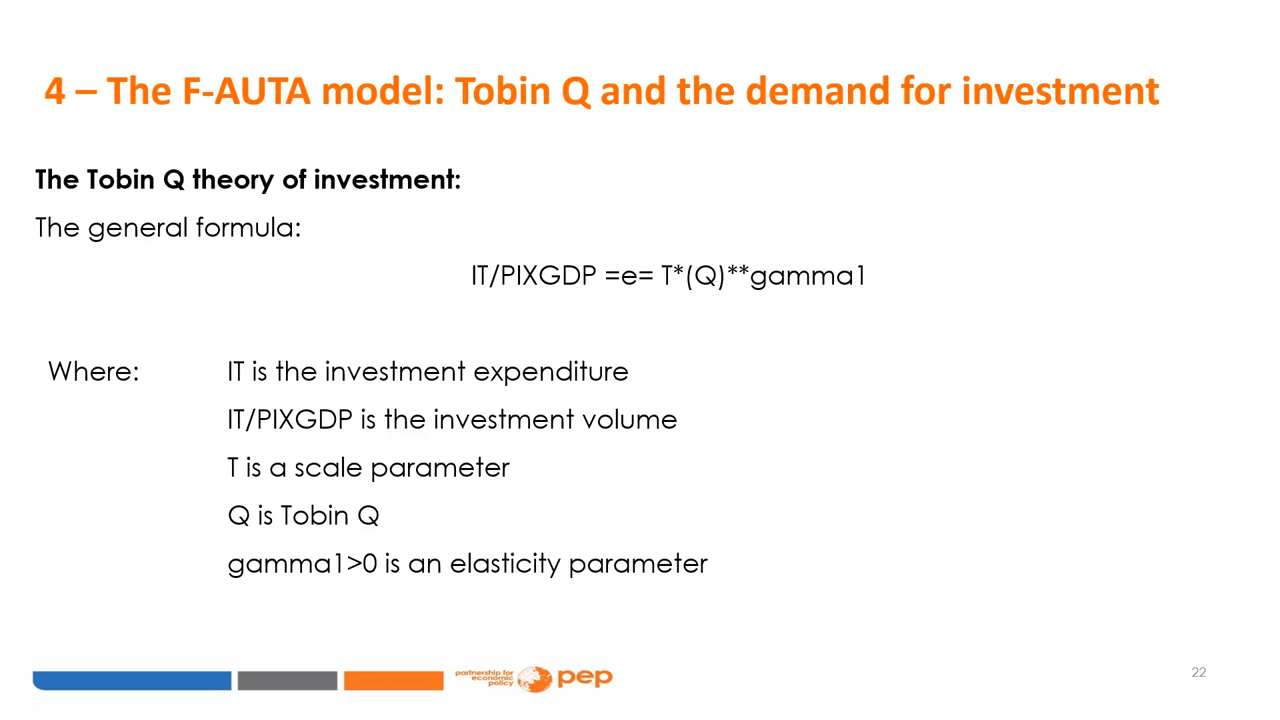 4 – The F-AUTA model: Tobin Q and the demand for investment
The Tobin Q theory of investment:
The general formula:
IT/PIXGDP =e= T*(Q)**gamma1
Where: IT is the investment expenditure
IT/PIXGDP is the investment volume
T is a scale parameter
Q is Tobin Q
gamma1>0 is an elasticity parameter
partnership for
economic
policy
pep
22